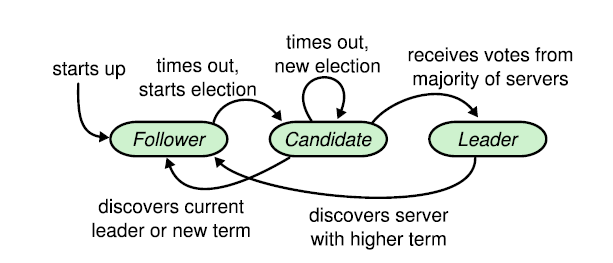 starts up
times out,
starts election
times out,
new election
receives votes from
majority of servers
Follower
Candidate
Leader
discovers current
leader or new term
discovers server
with higher term